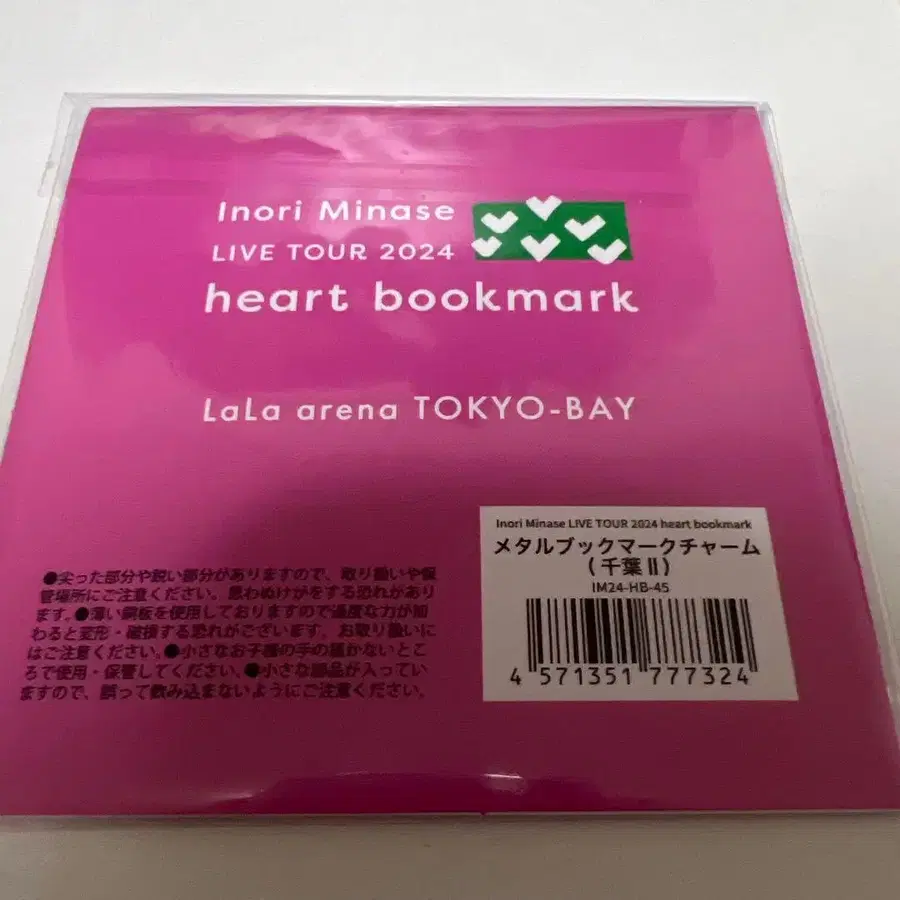 Inori Minase
LIVE TOUR 2024
heart bookmark
LaLa arena TOKYO-BAY
Inori Minase LIVE TOUR 2024 heart bookmark
メタルブックマークチャーム
(千葉Ⅱ)
IM24-HB-45
4 571351 777324
●尖った部分や鋭い部分がありますので、取り扱いや保
管場所にご注意ください。思わぬけがをする恐れがあり
ます。●薄い鋼板を使用しておりますので過度な力が加
わると変形・破損する恐れがございます。お取り扱いに
はご注意ください。●小さなお子様の手の届かないとこ
ろで使用・保管してください。●小さな部品が入ってい
ますので、誤って飲み込まないようにご注意ください。